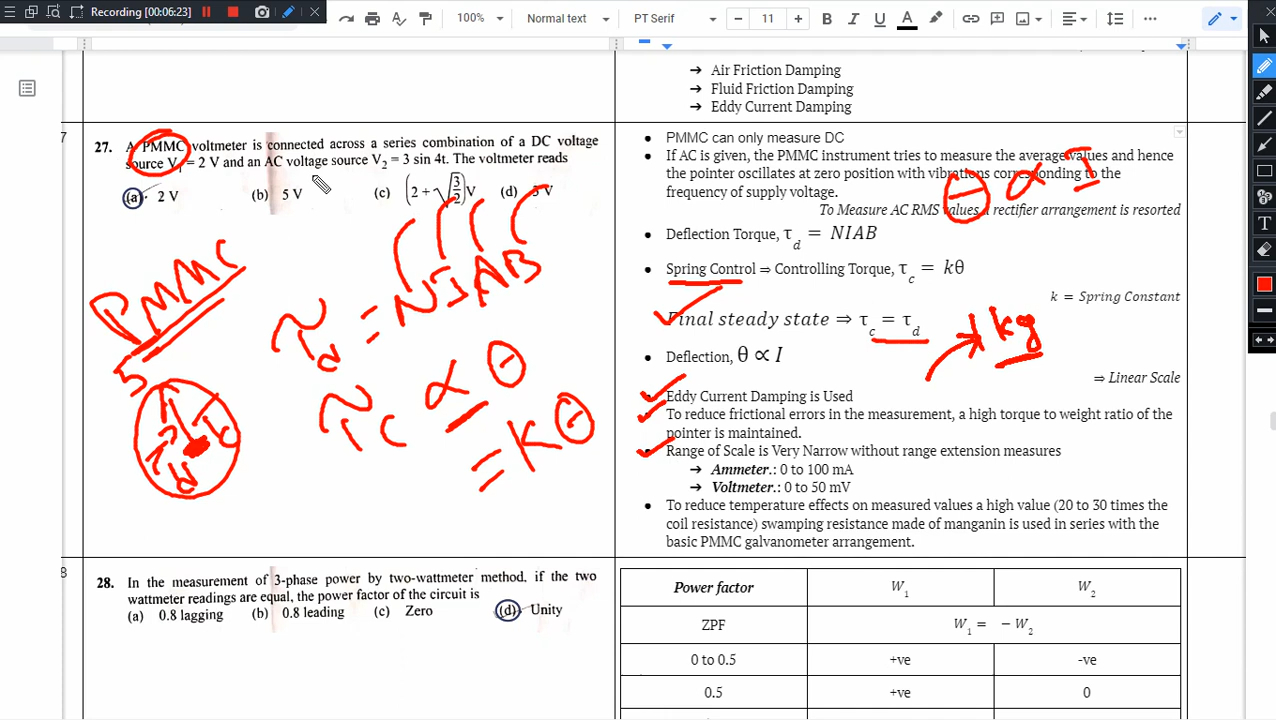 Recording [00:06:23]
100% Normal text PT Serif 11 B I U A
Air Friction Damping
Fluid Friction Damping
Eddy Current Damping
7
27. A PMMC voltmeter is connected across a series combination of a DC voltage
source V1 = 2 V and an AC voltage source V2 = 3 sin 4t. The voltmeter reads
(a) 2 V (b) 5 V (c) (2 + √3/2) V (d) 3 V
PMMC
τd = NIAB
τc ∝ θ
= Kθ
5
τc
τd
PMMC can only measure DC
If AC is given, the PMMC instrument tries to measure the average values and hence
the pointer oscillates at zero position with vibrations corresponding to the
frequency of supply voltage.
θ ∝ I
To Measure AC RMS values a rectifier arrangement is resorted
Deflection Torque, τd = NIAB
Spring Control ⇒ Controlling Torque, τc = kθ
k = Spring Constant
Final steady state ⇒ τc = τd
kg
Deflection, θ ∝ I
⇒ Linear Scale
Eddy Current Damping is Used
To reduce frictional errors in the measurement, a high torque to weight ratio of the
pointer is maintained.
Range of Scale is Very Narrow without range extension measures
➔ Ammeter.: 0 to 100 mA
➔ Voltmeter.: 0 to 50 mV
To reduce temperature effects on measured values a high value (20 to 30 times the
coil resistance) swamping resistance made of manganin is used in series with the
basic PMMC galvanometer arrangement.
8
28. In the measurement of 3-phase power by two-wattmeter method, if the two
wattmeter readings are equal, the power factor of the circuit is
(a) 0.8 lagging (b) 0.8 leading (c) Zero (d) Unity
Power factor W1 W2
ZPF W1 = − W2
0 to 0.5 +ve -ve
0.5 +ve 0